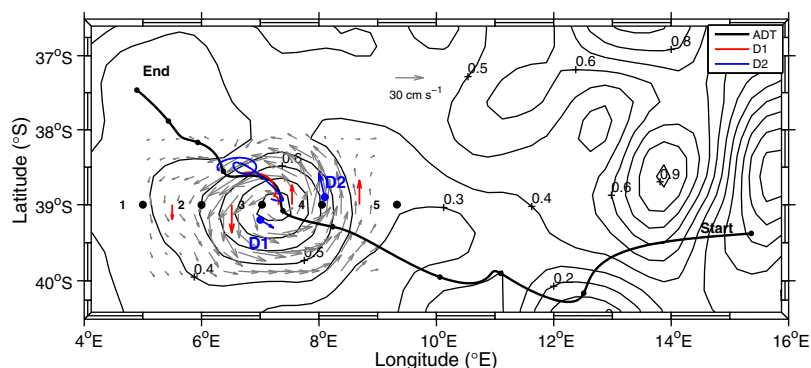 ADT
D1
D2
0.8
37°S
End
0.5
0.6
30 cm s⁻¹
38°S
0.6
D2
0.9
1 2 3 4 5
39°S
0.3
0.4
0.6
Start
D1
0.5
0.4
0.2
40°S
4°E 6°E 8°E 10°E 12°E 14°E 16°E
Longitude (°E)
Latitude (°S)